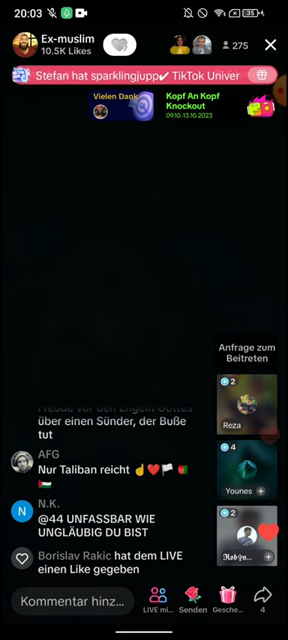 20:03
35
Ex-muslim
10.5K Likes
275
Stefan hat sparklingjupp✔ TikTok Univer
Vielen Dank
Kopf An Kopf
Knockout
09.10-13.10.2023
Anfrage zum
Beitreten
2
Reza
4
Younes
2
Freude vor den Engeln Gottes
über einen Sünder, der Buße
tut
AFG
Nur Taliban reicht ☝️❤️🏳️🇦🇫
🇵🇸
N
N.K.
@44 UNFASSBAR WIE
UNGLÄUBIG DU BIST
Borislav Rakic hat dem LIVE
einen Like gegeben
Kommentar hinz...
LIVE mi...
Senden
Gesche...
4